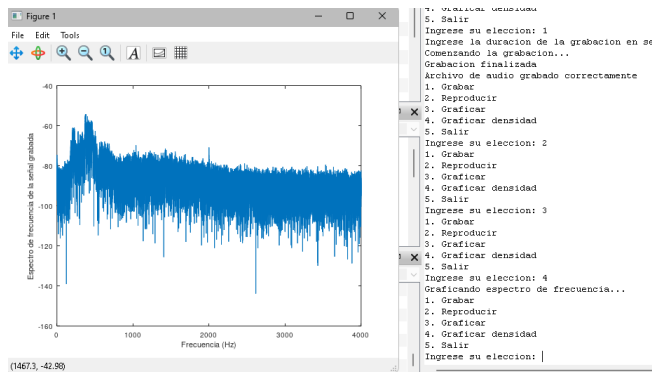 Figure 1
File Edit Tools
A
-40
-60
-80
-100
-120
-140
-160
0
1000
2000
3000
4000
Espectro de frecuencia de la señal grabada
Frecuencia (Hz)
(1467.3, -42.98)
4. Graficar densidad
5. Salir
Ingrese su eleccion: 1
Ingrese la duracion de la grabacion en se
Comenzando la grabacion...
Grabacion finalizada
Archivo de audio grabado correctamente
1. Grabar
2. Reproducir
3. Graficar
4. Graficar densidad
5. Salir
Ingrese su eleccion: 2
1. Grabar
2. Reproducir
3. Graficar
4. Graficar densidad
5. Salir
Ingrese su eleccion: 3
1. Grabar
2. Reproducir
3. Graficar
4. Graficar densidad
5. Salir
Ingrese su eleccion: 4
Graficando espectro de frecuencia...
1. Grabar
2. Reproducir
3. Graficar
4. Graficar densidad
5. Salir
Ingrese su eleccion: